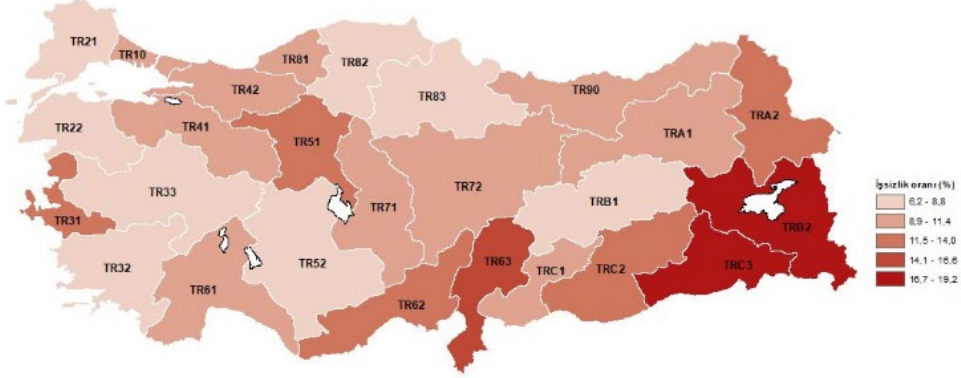 TR21
TR10
TR81
TR82
TR42
TR83
TR90
TRA2
TR22
TR41
TR51
TRA1
TR33
TR72
TR31
TR71
TRB1
TRB2
TR32
TR52
TR63
TRC1
TRC2
TRC3
TR61
TR62
İşsizlik oranı (%)
6,2 - 8,8
8,9 - 11,4
11,5 - 14,0
14,1 - 16,6
16,7 - 19,2